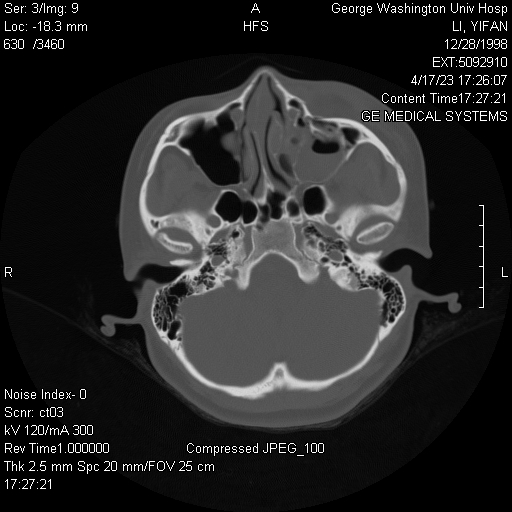 Ser: 3/Img: 9
Loc: -18.3 mm
630 /3460
A
HFS
George Washington Univ Hosp
LI, YIFAN
12/28/1998
EXT:5092910
4/17/23 17:26:07
Content Time17:27:21
GE MEDICAL SYSTEMS
R
L
Noise Index- 0
Scnr: ct03
kV 120/mA 300
Rev Time1.000000
Compressed JPEG_100
Thk 2.5 mm Spc 20 mm/FOV 25 cm
17:27:21